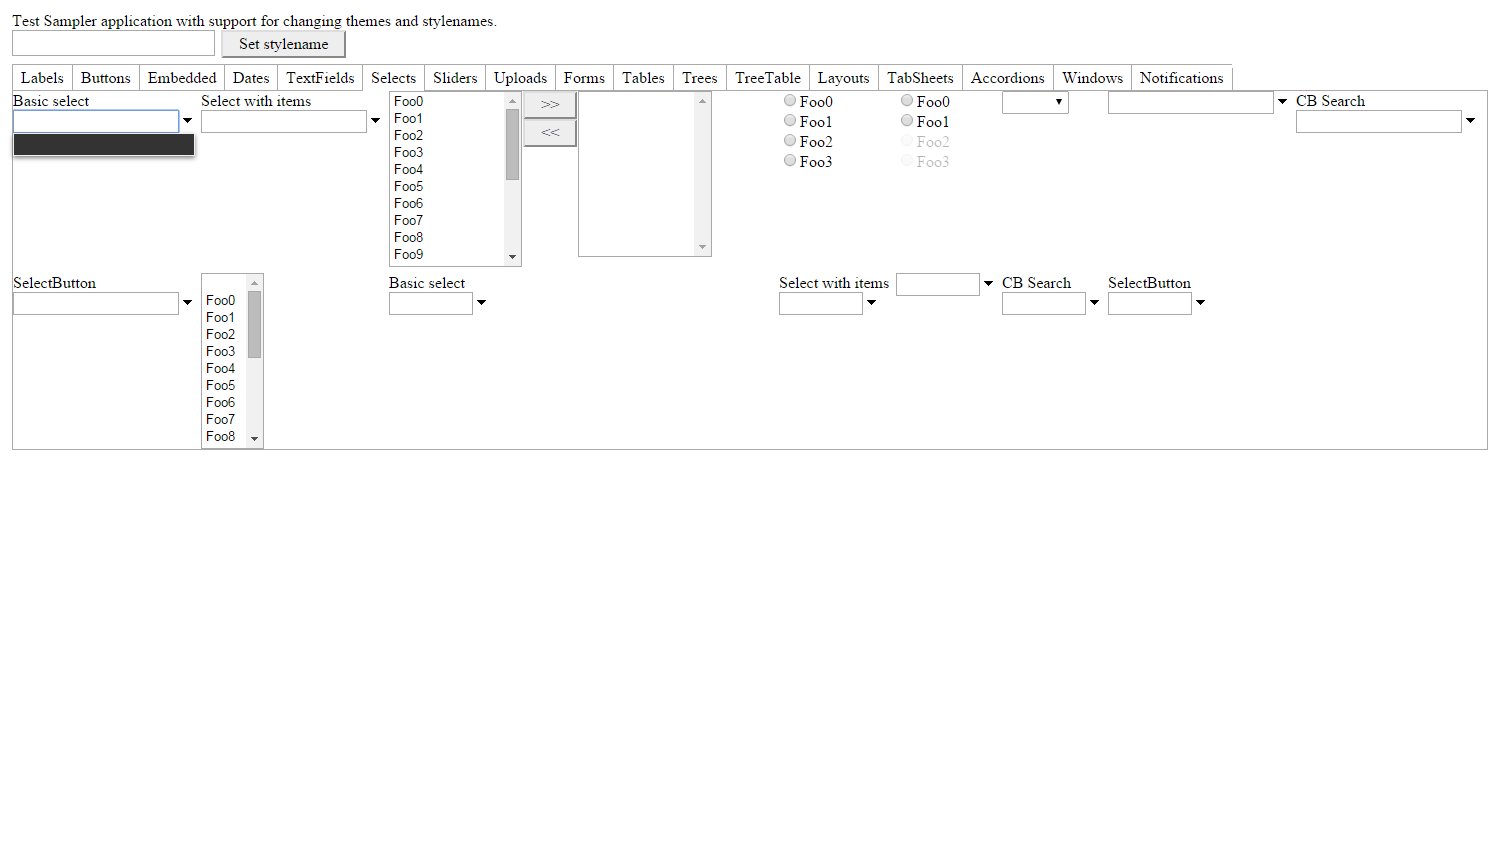 Test Sampler application with support for changing themes and stylenames.
Set stylename
Labels Buttons Embedded Dates TextFields Selects Sliders Uploads Forms Tables Trees TreeTable Layouts TabSheets Accordions Windows Notifications
Basic select
Select with items
Foo0
Foo1
Foo2
Foo3
Foo4
Foo5
Foo6
Foo7
Foo8
Foo9
>>
<<
Foo0
Foo1
Foo2
Foo3
Foo0
Foo1
Foo2
Foo3
CB Search
SelectButton
Foo0
Foo1
Foo2
Foo3
Foo4
Foo5
Foo6
Foo7
Foo8
Basic select
Select with items
CB Search
SelectButton